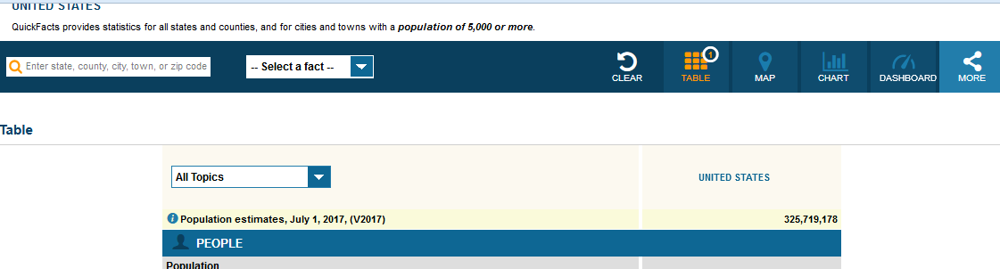 UNITED STATES
QuickFacts provides statistics for all states and counties, and for cities and towns with a population of 5,000 or more.
Enter state, county, city, town, or zip code
-- Select a fact --
CLEAR
1
TABLE
MAP
CHART
DASHBOARD
MORE
Table
All Topics
UNITED STATES
Population estimates, July 1, 2017, (V2017) 325,719,178
PEOPLE
Population